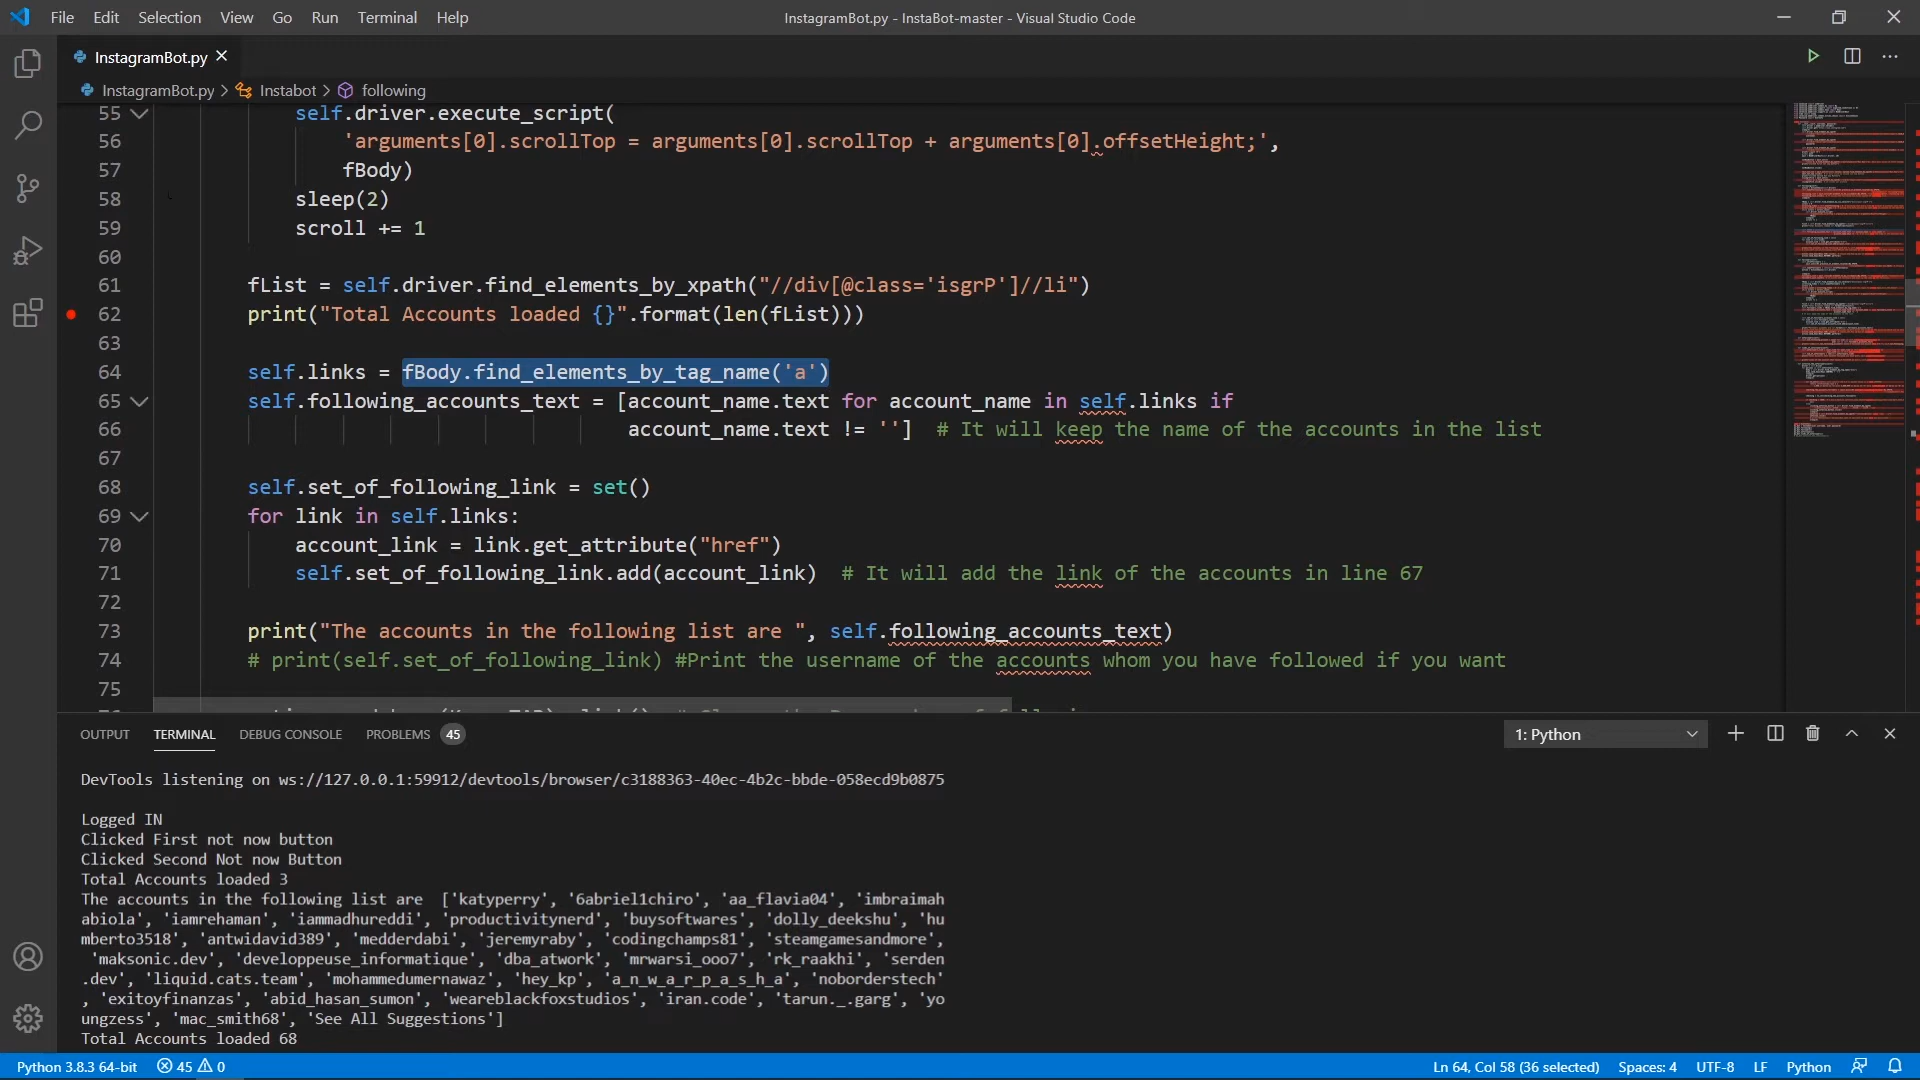 File Edit Selection View Go Run Terminal Help
InstagramBot.py - InstaBot-master - Visual Studio Code
InstagramBot.py
InstagramBot.py > Instabot > following
55 self.driver.execute_script(
56 'arguments[0].scrollTop = arguments[0].scrollTop + arguments[0].offsetHeight;',
57 fBody)
58 sleep(2)
59 scroll += 1
60
61 fList = self.driver.find_elements_by_xpath("//div[@class='isgrP']//li")
62 print("Total Accounts loaded {}".format(len(fList)))
63
64 self.links = fBody.find_elements_by_tag_name('a')
65 self.following_accounts_text = [account_name.text for account_name in self.links if
66 account_name.text != ''] # It will keep the name of the accounts in the list
67
68 self.set_of_following_link = set()
69 for link in self.links:
70 account_link = link.get_attribute("href")
71 self.set_of_following_link.add(account_link) # It will add the link of the accounts in line 67
72
73 print("The accounts in the following list are ", self.following_accounts_text)
74 # print(self.set_of_following_link) #Print the username of the accounts whom you have followed if you want
75
OUTPUT TERMINAL DEBUG CONSOLE PROBLEMS 45
1: Python
DevTools listening on ws://127.0.0.1:59912/devtools/browser/c3188363-40ec-4b2c-bbde-058ecd9b0875
Logged IN
Clicked First not now button
Clicked Second Not now Button
Total Accounts loaded 3
The accounts in the following list are ['katyperry', '6abriel1chiro', 'aa_flavia04', 'imbraimah
abiola', 'iamrehaman', 'iammadhureddi', 'productivitynerd', 'buysoftwares', 'dolly_deekshu', 'hu
mberto3518', 'antwidavid389', 'medderdabi', 'jeremyraby', 'codingchamps81', 'steamgamesandmore',
'maksonic.dev', 'developpeuse_informatique', 'dba_atwork', 'mrwarsi_ooo7', 'rk_raakhi', 'serden
.dev', 'liquid.cats.team', 'mohammedumernawaz', 'hey_kp', 'a_n_w_a_r_p_a_s_h_a', 'noborderstech'
, 'exitoyfinanzas', 'abid_hasan_sumon', 'weareblackfoxstudios', 'iran.code', 'tarun._.garg', 'yo
ungzess', 'mac_smith68', 'See All Suggestions']
Total Accounts loaded 68
Python 3.8.3 64-bit 45 0
Ln 64, Col 58 (36 selected) Spaces: 4 UTF-8 LF Python